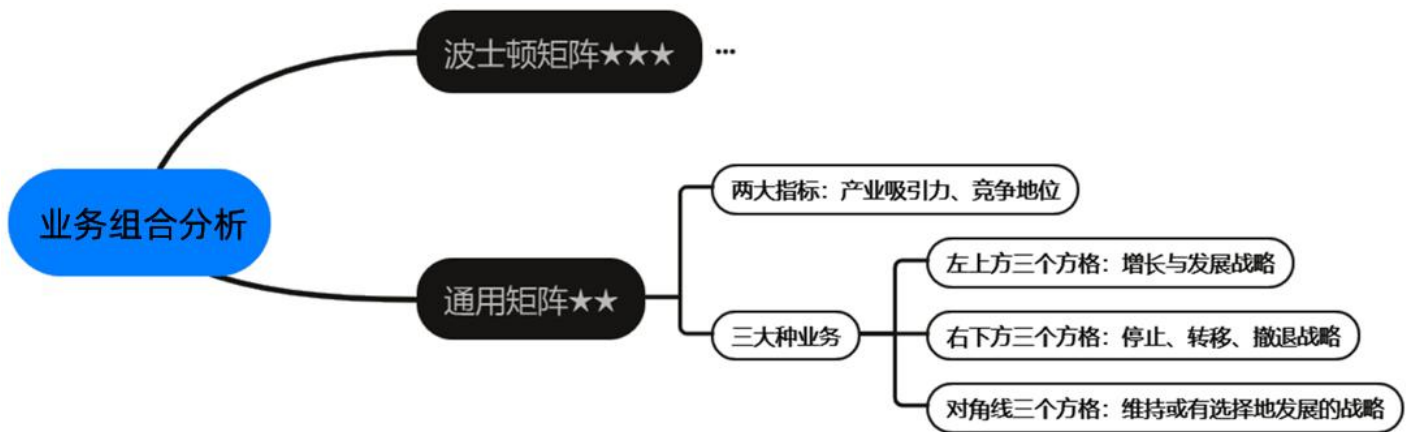 波士顿矩阵★★★ ···
业务组合分析
通用矩阵★★
两大指标：产业吸引力、竞争地位
三大种业务
左上方三个方格：增长与发展战略
右下方三个方格：停止、转移、撤退战略
对角线三个方格：维持或有选择地发展的战略